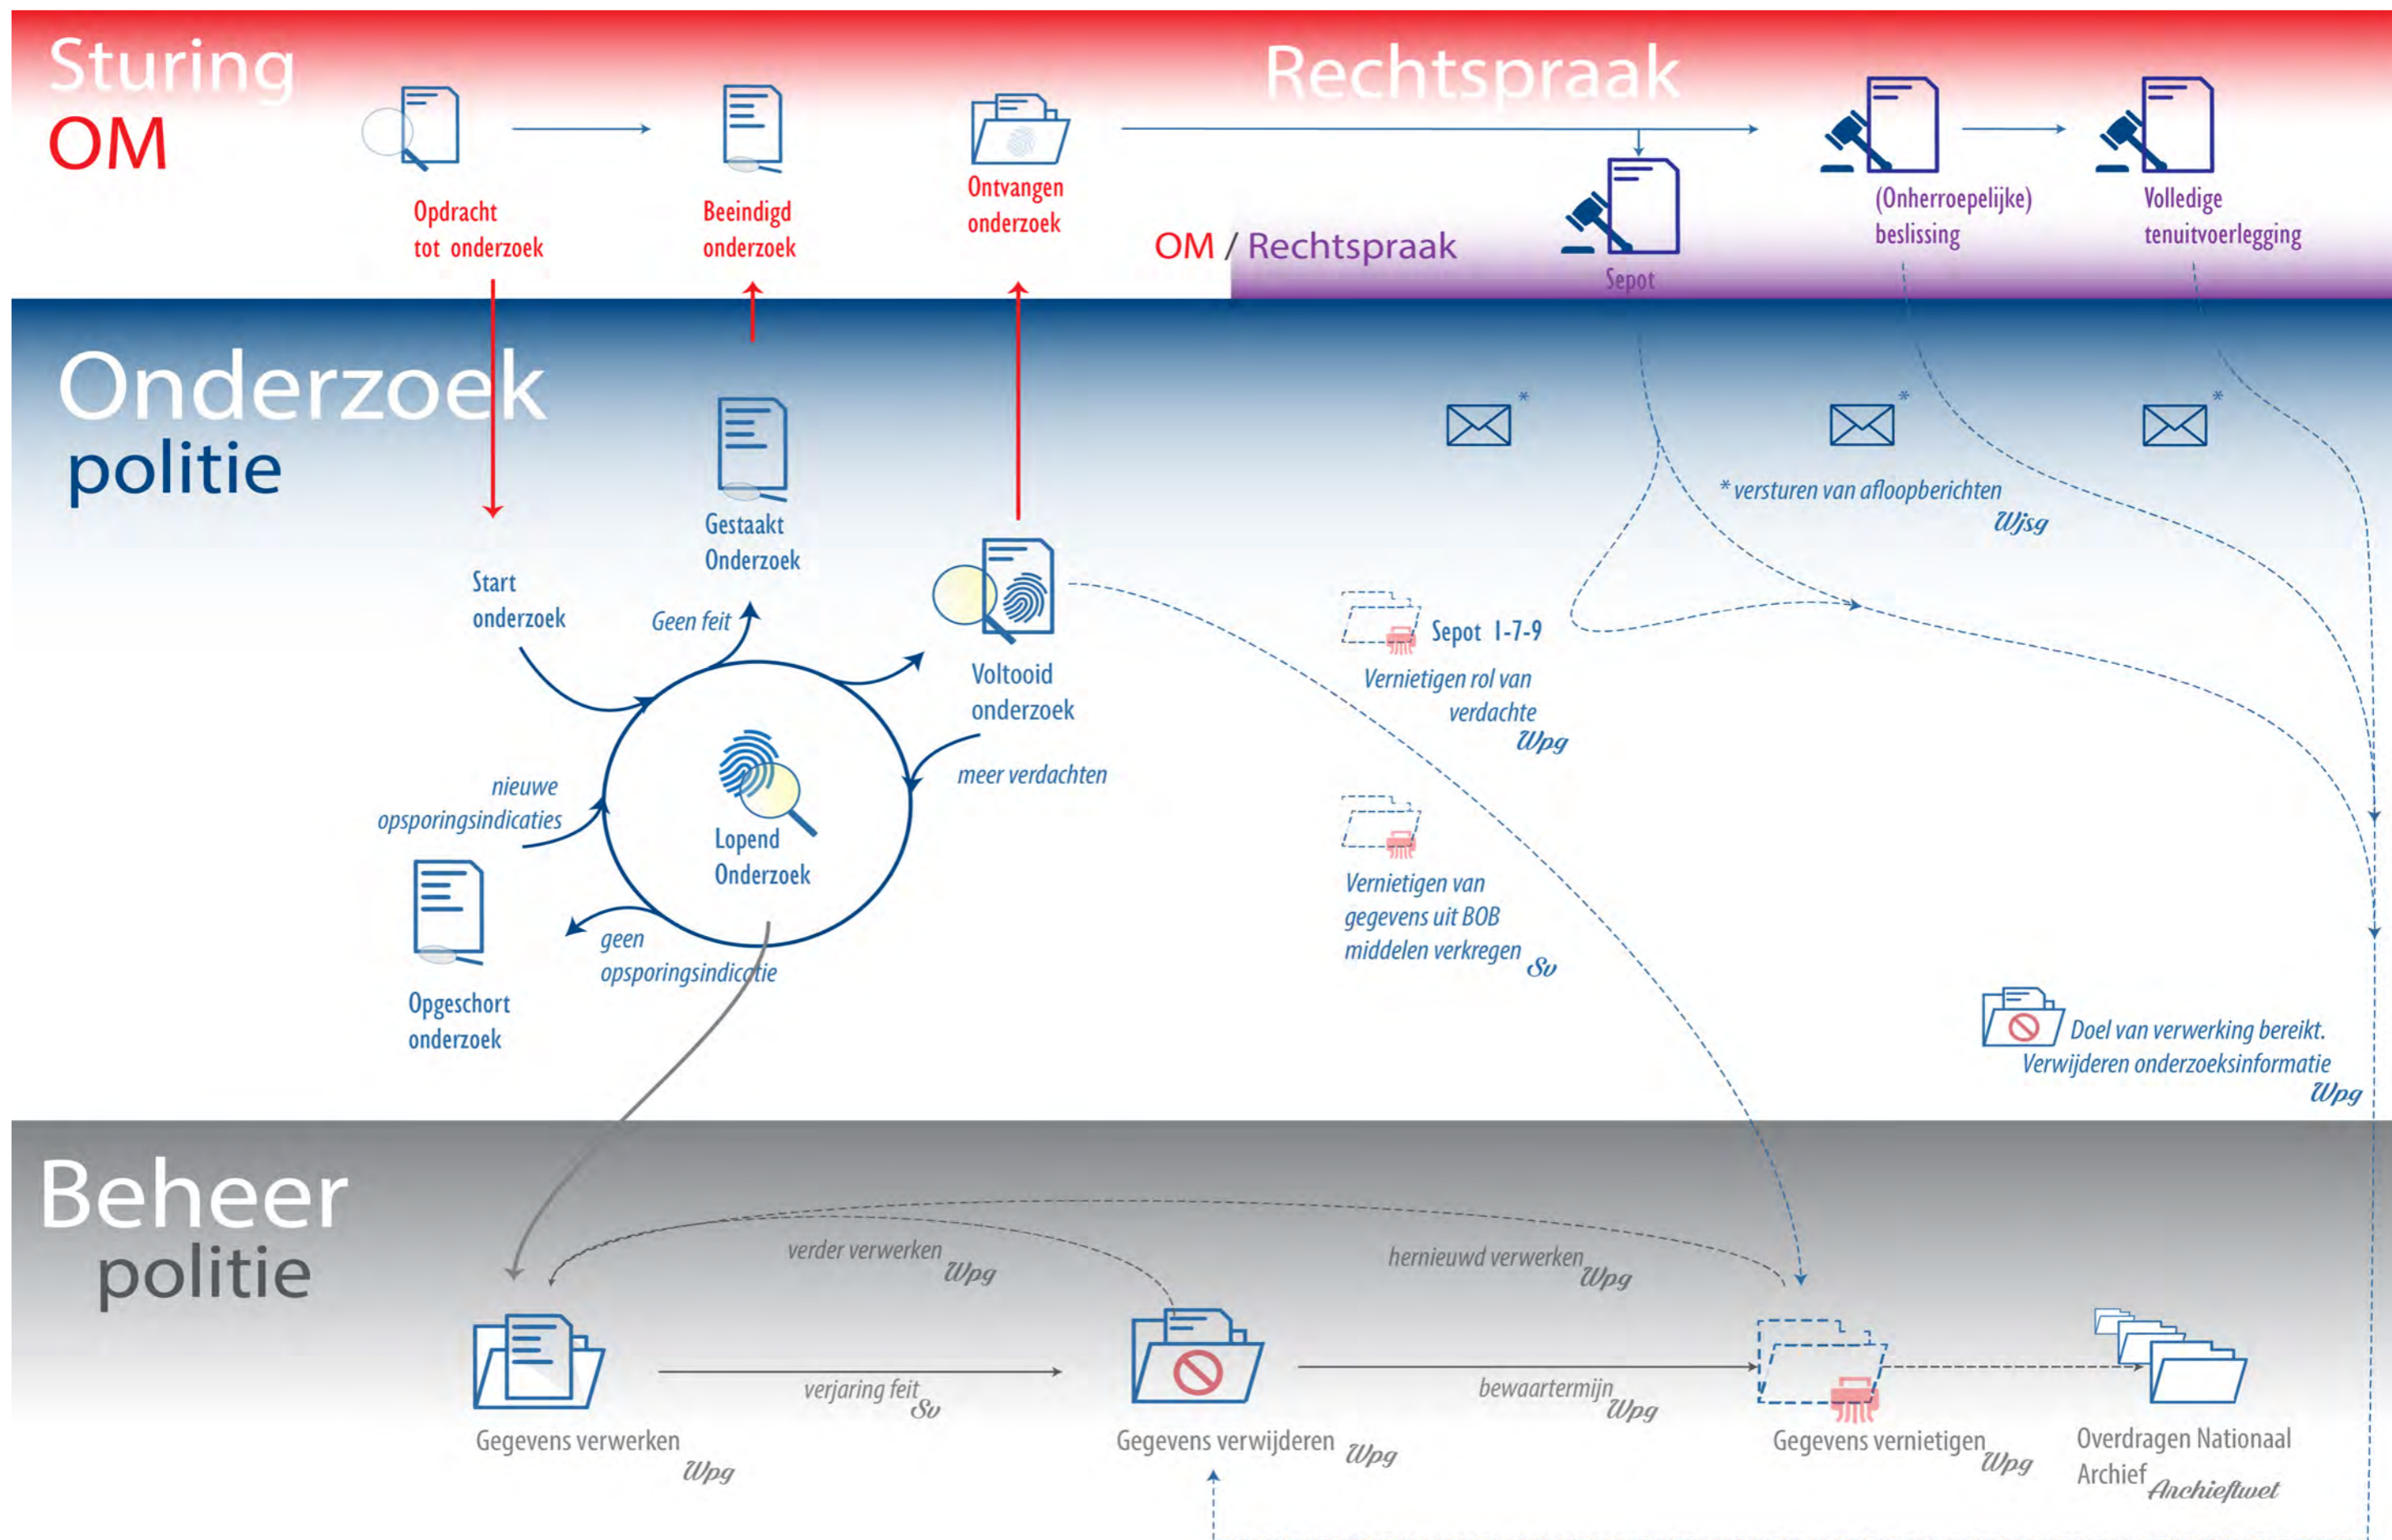 Sturing
OM
Rechtspraak
Opdracht
tot onderzoek
Beeindigd
onderzoek
Ontvangen
onderzoek
OM / Rechtspraak
Sepot
(Onherroepelijke)
beslissing
Volledige
tenuitvoerlegging
Onderzoek
politie
Start
onderzoek
Gestaakt
Onderzoek
Geen feit
Voltooid
onderzoek
meer verdachten
nieuwe
opsporingsindicaties
Lopend
Onderzoek
geen
opsporingsindicatie
Opgeschort
onderzoek
*
*
*
* versturen van afloopberichten
Wjsg
Sepot 1-7-9
Vernietigen rol van
verdachte
Wpg
Vernietigen van
gegevens uit BOB
middelen verkregen
Sv
Doel van verwerking bereikt.
Verwijderen onderzoeksinformatie
Wpg
Beheer
politie
verder verwerken
Wpg
hernieuwd verwerken
Wpg
verjaring feit
Sv
bewaartermijn
Wpg
Gegevens verwerken
Wpg
Gegevens verwijderen Wpg
Gegevens vernietigen
Wpg
Overdragen Nationaal
Archief Archiefwet